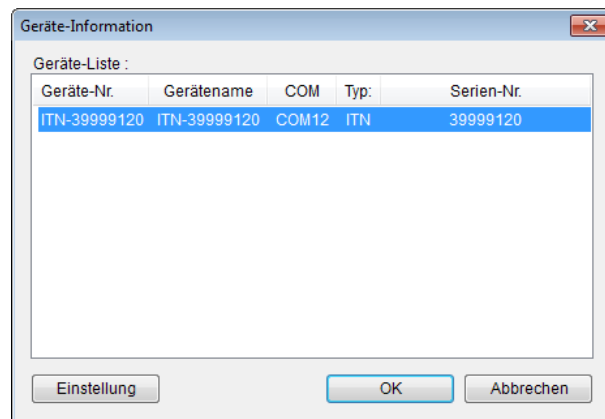 Geräte-Information
Geräte-Liste :
Geräte-Nr. Gerätename COM Typ: Serien-Nr.
ITN-39999120 ITN-39999120 COM12 ITN 39999120
Einstellung OK Abbrechen